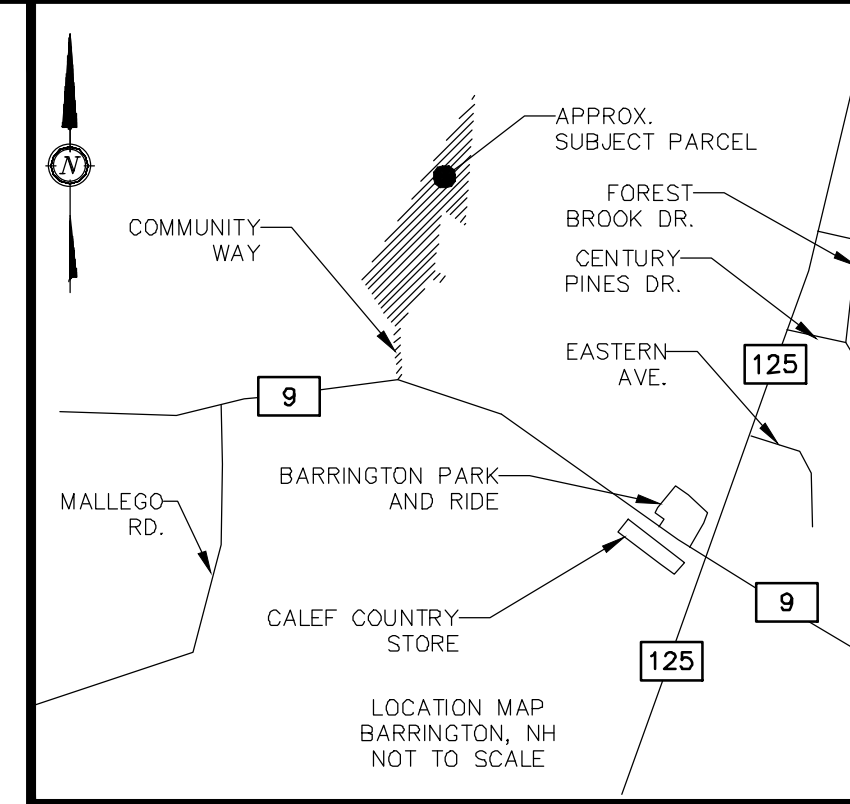 APPROX.
SUBJECT PARCEL
N
FOREST
BROOK DR.
COMMUNITY
WAY
CENTURY
PINES DR.
EASTERN
AVE.
125
9
BARRINGTON PARK
AND RIDE
MALLEGO
RD.
9
CALEF COUNTRY
STORE
125
LOCATION MAP
BARRINGTON, NH
NOT TO SCALE